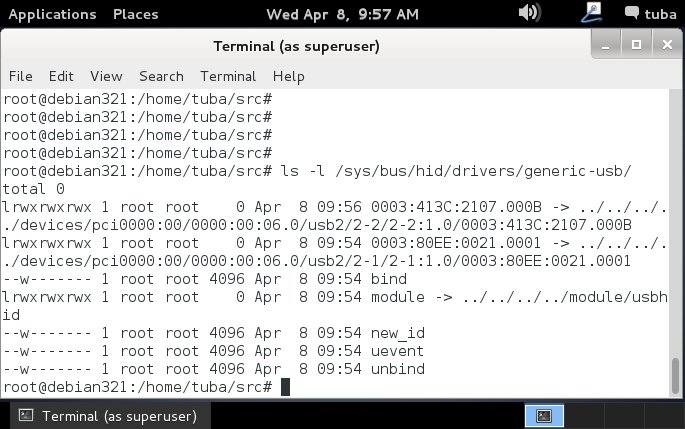 Applications Places Wed Apr 8, 9:57 AM tuba
Terminal (as superuser)
File Edit View Search Terminal Help
root@debian321:/home/tuba/src#
root@debian321:/home/tuba/src#
root@debian321:/home/tuba/src#
root@debian321:/home/tuba/src#
root@debian321:/home/tuba/src# ls -l /sys/bus/hid/drivers/generic-usb/
total 0
lrwxrwxrwx 1 root root    0 Apr  8 09:56 0003:413C:2107.000B -> ../../../.
./devices/pci0000:00/0000:00:06.0/usb2/2-2/2-2:1.0/0003:413C:2107.000B
lrwxrwxrwx 1 root root    0 Apr  8 09:54 0003:80EE:0021.0001 -> ../../../.
./devices/pci0000:00/0000:00:06.0/usb2/2-1/2-1:1.0/0003:80EE:0021.0001
--w------- 1 root root 4096 Apr  8 09:54 bind
lrwxrwxrwx 1 root root    0 Apr  8 09:54 module -> ../../../../module/usbh
id
--w------- 1 root root 4096 Apr  8 09:54 new_id
--w------- 1 root root 4096 Apr  8 09:54 uevent
--w------- 1 root root 4096 Apr  8 09:54 unbind
root@debian321:/home/tuba/src#
Terminal (as superuser)